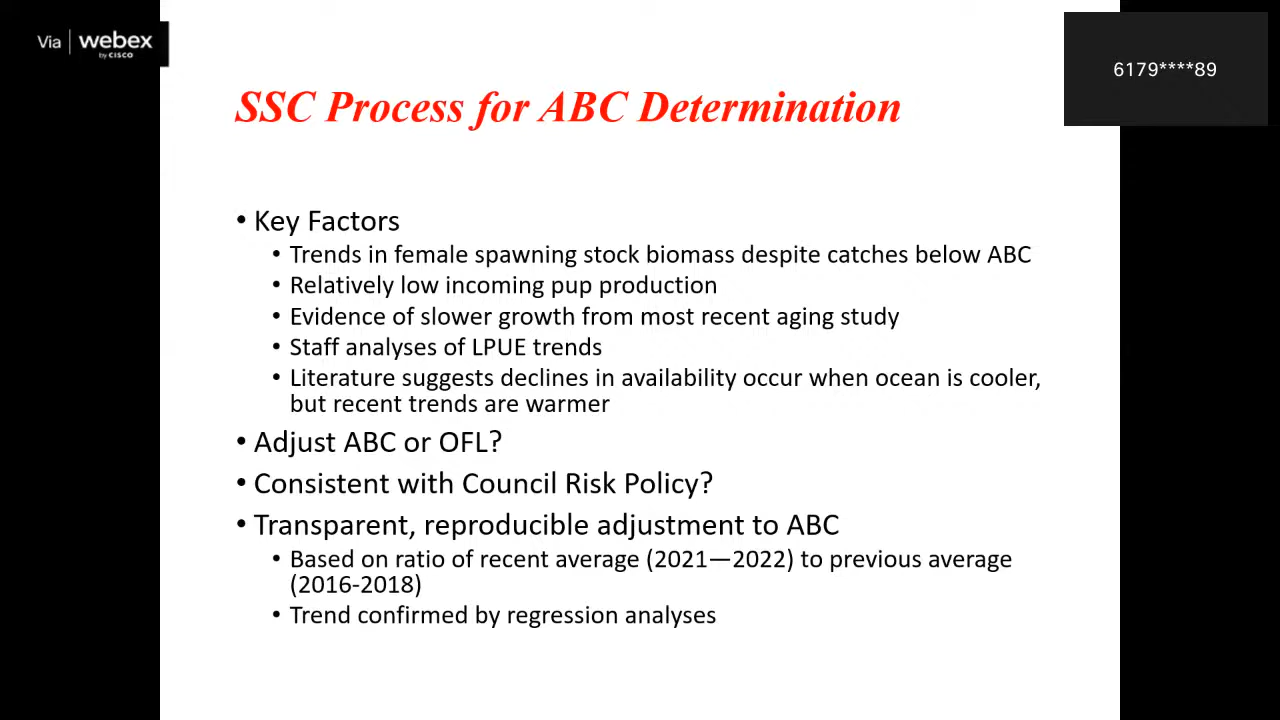 Via | webex
by CISCO
6179****89
SSC Process for ABC Determination
• Key Factors
• Trends in female spawning stock biomass despite catches below ABC
• Relatively low incoming pup production
• Evidence of slower growth from most recent aging study
• Staff analyses of LPUE trends
• Literature suggests declines in availability occur when ocean is cooler,
but recent trends are warmer
• Adjust ABC or OFL?
• Consistent with Council Risk Policy?
• Transparent, reproducible adjustment to ABC
• Based on ratio of recent average (2021—2022) to previous average
(2016-2018)
• Trend confirmed by regression analyses